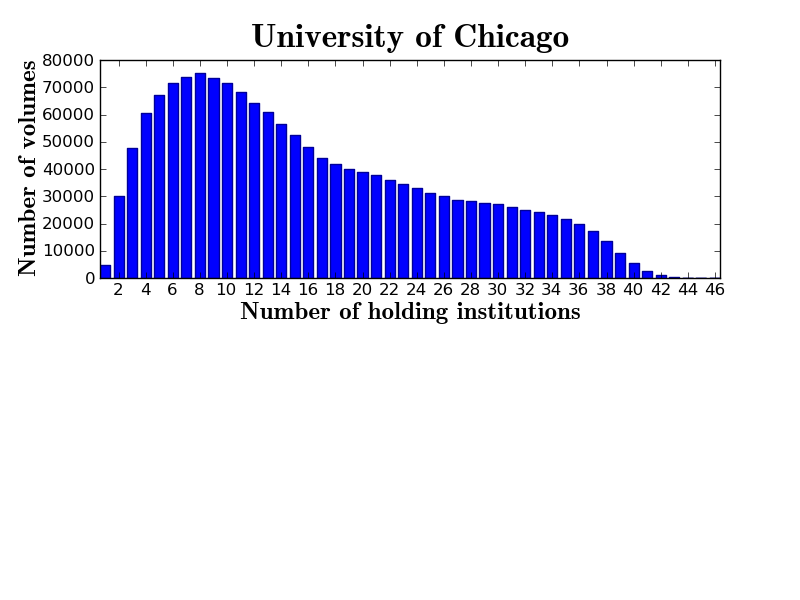 University of Chicago
Number of volumes
80000
70000
60000
50000
40000
30000
20000
10000
0
2 4 6 8 10 12 14 16 18 20 22 24 26 28 30 32 34 36 38 40 42 44 46
Number of holding institutions